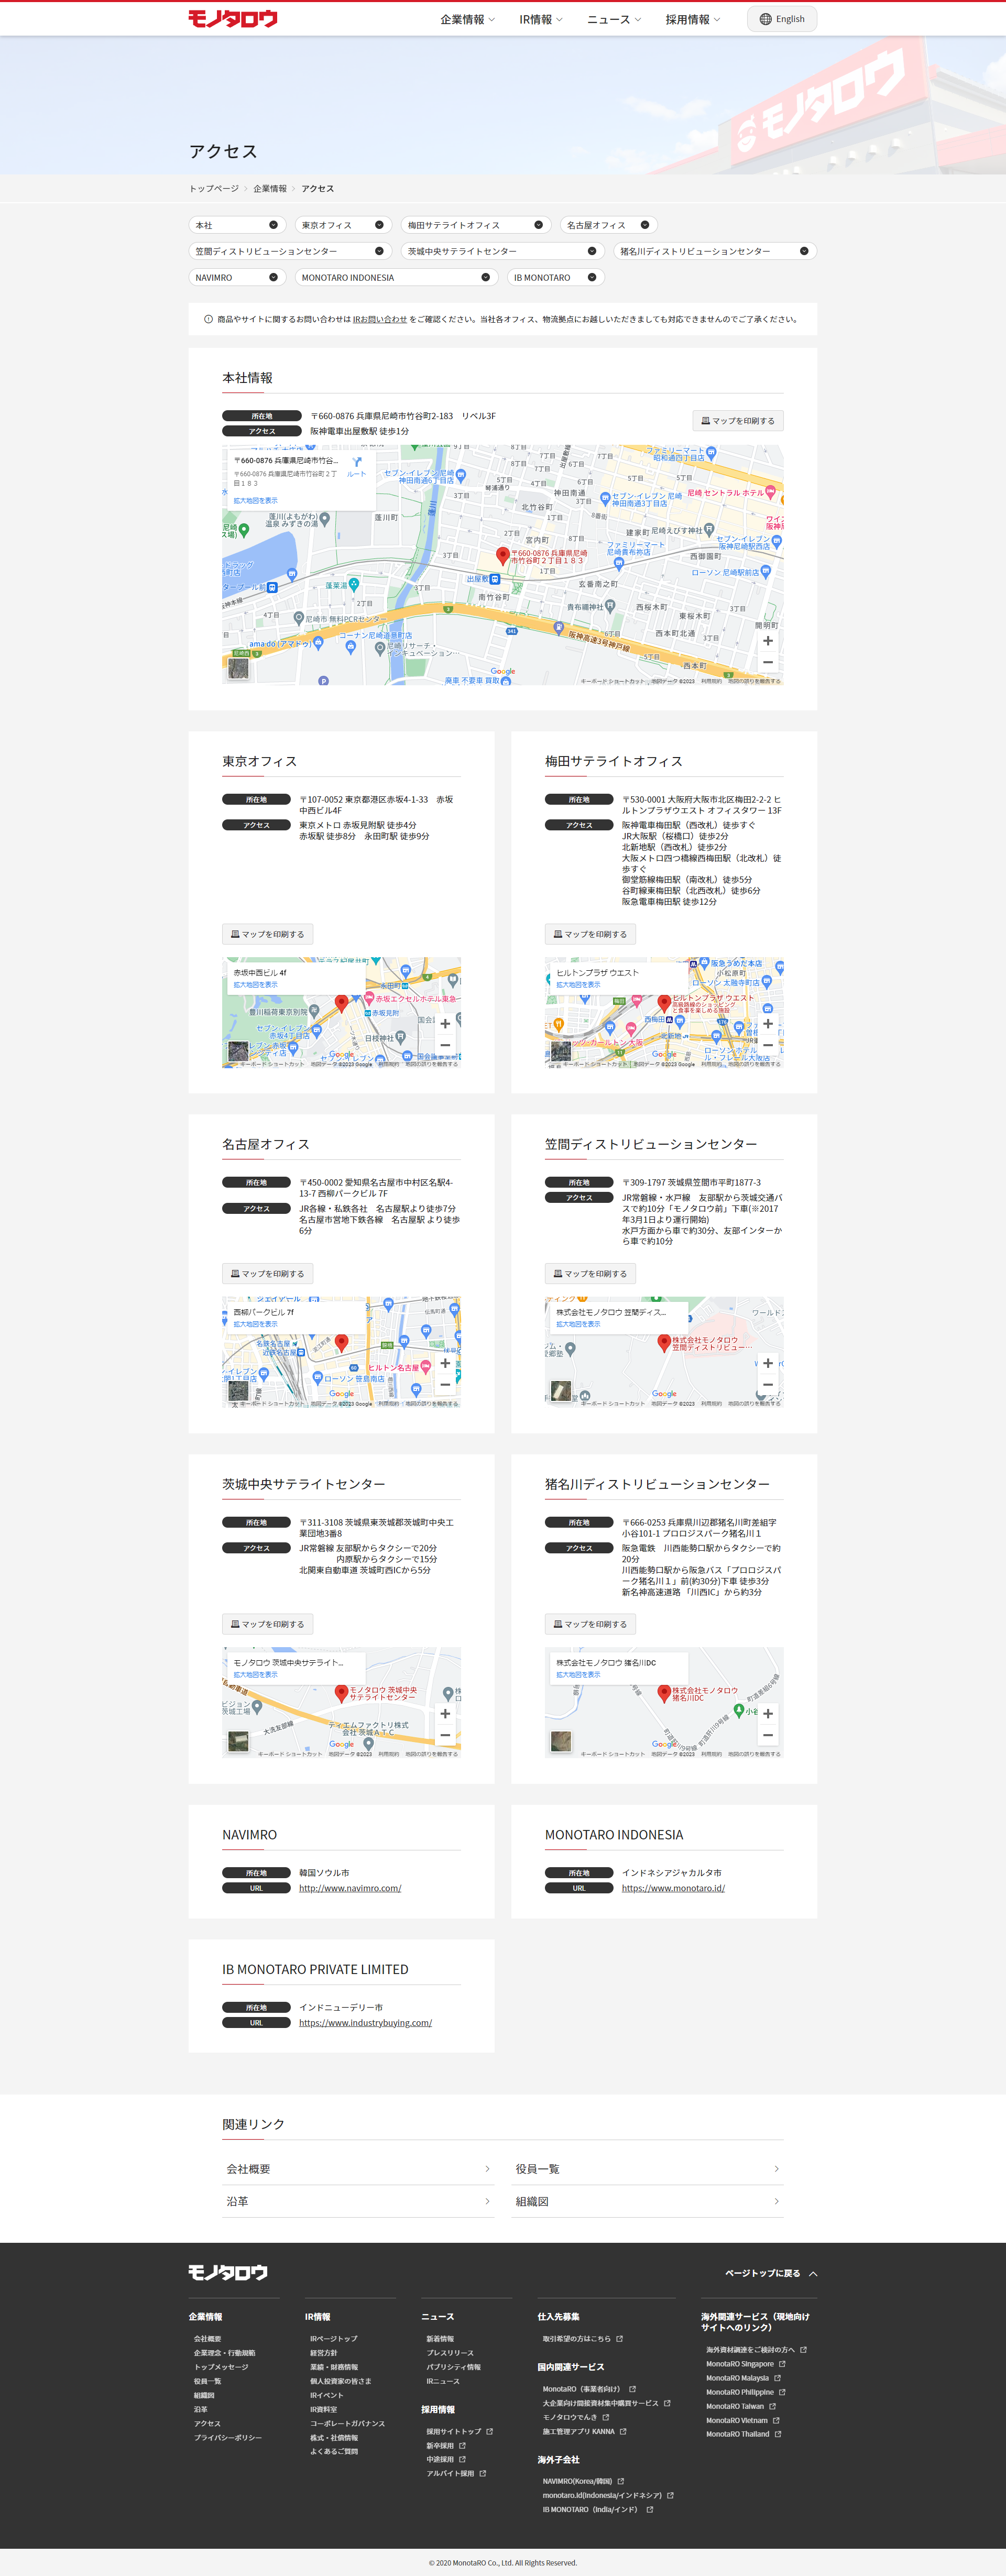 モノタロウ
企業情報 IR情報 ニュース 採用情報 English
アクセス
トップページ 企業情報 アクセス
本社 東京オフィス 梅田サテライトオフィス 名古屋オフィス
笠間ディストリビューションセンター 茨城中央サテライトセンター 猪名川ディストリビューションセンター
NAVIMRO MONOTARO INDONESIA IB MONOTARO
商品やサイトに関するお問い合わせは IRお問い合わせ をご確認ください。当社各オフィス、物流拠点にお越しいただきましても対応できませんのでご了承ください。
本社情報
所在地 〒660-0876 兵庫県尼崎市竹谷町2-183 リベル3F
マップを印刷する
アクセス 阪神電車出屋敷駅 徒歩1分
〒660-0876 兵庫県尼崎市竹谷...
ルート
〒660-0876 兵庫県尼崎市竹谷町２丁
目１８３
拡大地図を表示
東京オフィス
所在地 〒107-0052 東京都港区赤坂4-1-33 赤坂
中西ビル4F
アクセス 東京メトロ 赤坂見附駅 徒歩4分
赤坂駅 徒歩8分 永田町駅 徒歩9分
マップを印刷する
赤坂中西ビル 4f
拡大地図を表示
梅田サテライトオフィス
所在地 〒530-0001 大阪府大阪市北区梅田2-2-2 ヒ
ルトンプラザウエスト オフィスタワー 13F
アクセス 阪神電車梅田駅（西改札）徒歩すぐ
JR大阪駅（桜橋口）徒歩2分
北新地駅（西改札）徒歩2分
大阪メトロ四つ橋線西梅田駅（北改札）徒
歩すぐ
御堂筋線梅田駅（南改札）徒歩5分
谷町線東梅田駅（北西改札）徒歩6分
阪急電車梅田駅 徒歩12分
マップを印刷する
ヒルトンプラザ ウエスト
拡大地図を表示
名古屋オフィス
所在地 〒450-0002 愛知県名古屋市中村区名駅4-
13-7 西柳パークビル 7F
アクセス JR各線・私鉄各社 名古屋駅より徒歩7分
名古屋市営地下鉄各線 名古屋駅 より徒歩
6分
マップを印刷する
西柳パークビル 7f
拡大地図を表示
笠間ディストリビューションセンター
所在地 〒309-1797 茨城県笠間市平町1877-3
アクセス JR常磐線・水戸線 友部駅から茨城交通バ
スで約10分「モノタロウ前」下車(※2017
年3月1日より運行開始)
水戸方面から車で約30分、友部インターか
ら車で約10分
マップを印刷する
株式会社モノタロウ 笠間ディス...
拡大地図を表示
茨城中央サテライトセンター
所在地 〒311-3108 茨城県東茨城郡茨城町中央工
業団地3番8
アクセス JR常磐線 友部駅からタクシーで20分
内原駅からタクシーで15分
北関東自動車道 茨城町西ICから5分
マップを印刷する
モノタロウ 茨城中央サテライト...
拡大地図を表示
猪名川ディストリビューションセンター
所在地 〒666-0253 兵庫県川辺郡猪名川町差組字
小谷101-1 プロロジスパーク猪名川１
アクセス 阪急電鉄 川西能勢口駅からタクシーで約
20分
川西能勢口駅から阪急バス「プロロジスパ
ーク猪名川１」前(約30分)下車 徒歩3分
新名神高速道路 「川西IC」から約3分
マップを印刷する
株式会社モノタロウ 猪名川DC
拡大地図を表示
NAVIMRO
所在地 韓国ソウル市
URL http://www.navimro.com/
MONOTARO INDONESIA
所在地 インドネシアジャカルタ市
URL https://www.monotaro.id/
IB MONOTARO PRIVATE LIMITED
所在地 インドニューデリー市
URL https://www.industrybuying.com/
関連リンク
会社概要 役員一覧
沿革 組織図
モノタロウ
ページトップに戻る
企業情報
会社概要
企業理念・行動規範
トップメッセージ
役員一覧
組織図
沿革
アクセス
プライバシーポリシー
IR情報
IRページトップ
経営方針
業績・財務情報
個人投資家の皆さま
IRイベント
IR資料室
コーポレートガバナンス
株式・社債情報
よくあるご質問
ニュース
新着情報
プレスリリース
パブリシティ情報
IRニュース
採用情報
採用サイトトップ
新卒採用
中途採用
アルバイト採用
仕入先募集
取引希望の方はこちら
国内関連サービス
MonotaRO（事業者向け）
大企業向け間接資材集中購買サービス
モノタロウでんき
施工管理アプリ KANNA
海外子会社
NAVIMRO(Korea/韓国)
monotaro.id(Indonesia/インドネシア)
IB MONOTARO（India/インド）
海外関連サービス（現地向け
サイトへのリンク）
海外資材調達をご検討の方へ
MonotaRO Singapore
MonotaRO Malaysia
MonotaRO Philippine
MonotaRO Taiwan
MonotaRO Vietnam
MonotaRO Thailand
© 2020 MonotaRO Co., Ltd. All Rights Reserved.